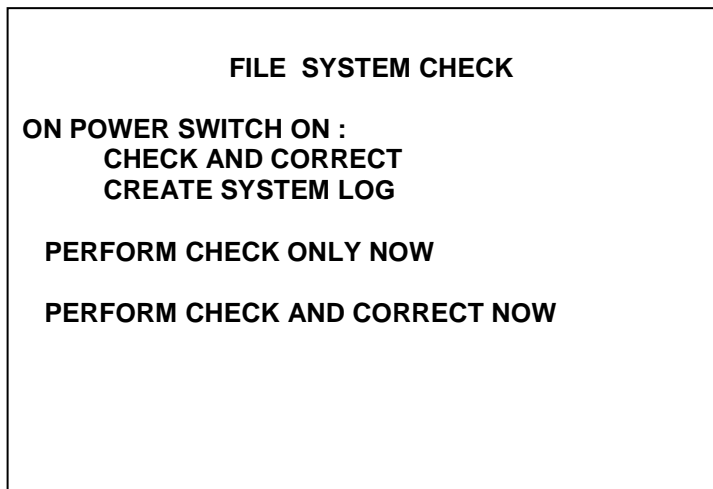 FILE SYSTEM CHECK
ON POWER SWITCH ON :
CHECK AND CORRECT
CREATE SYSTEM LOG
PERFORM CHECK ONLY NOW
PERFORM CHECK AND CORRECT NOW